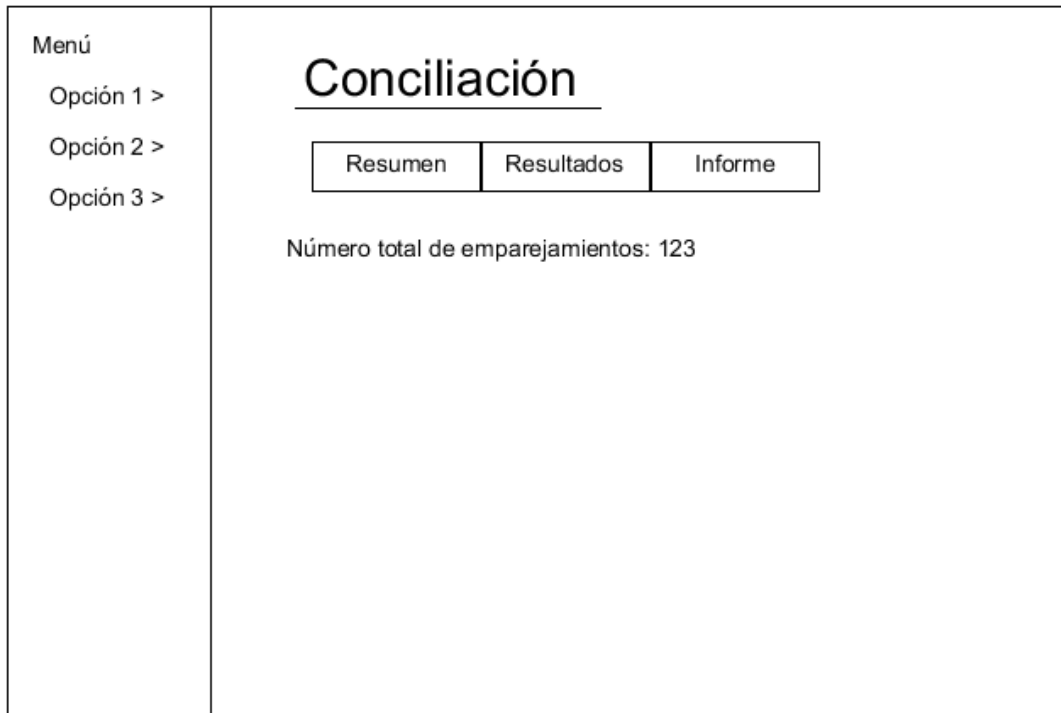 Menú
Opción 1 >
Opción 2 >
Opción 3 >
Conciliación
Resumen Resultados Informe
Número total de emparejamientos: 123